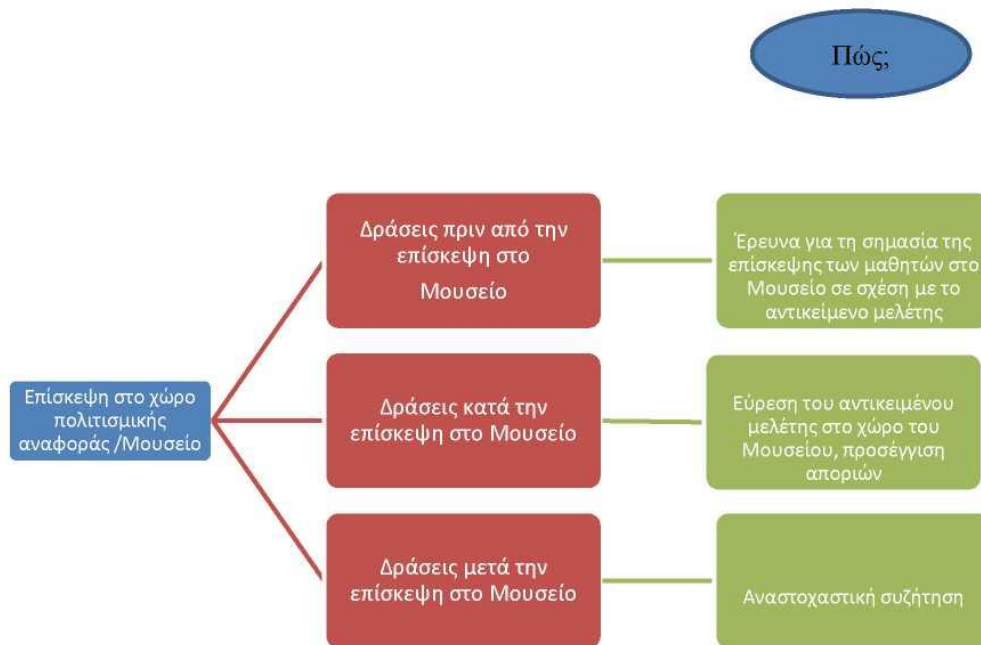 Πώς;
Επίσκεψη στο χώρο
πολιτισμικής
αναφοράς /Μουσείο
Δράσεις πριν από την
επίσκεψη στο
Μουσείο
Έρευνα για τη σημασία της
επίσκεψης των μαθητών στο
Μουσείο σε σχέση με το
αντικείμενο μελέτης
Δράσεις κατά την
επίσκεψη στο Μουσείο
Εύρεση του αντικειμένου
μελέτης στο χώρο του
Μουσείου, προσέγγιση
αποριών
Δράσεις μετά την
επίσκεψη στο Μουσείο
Αναστοχαστική συζήτηση